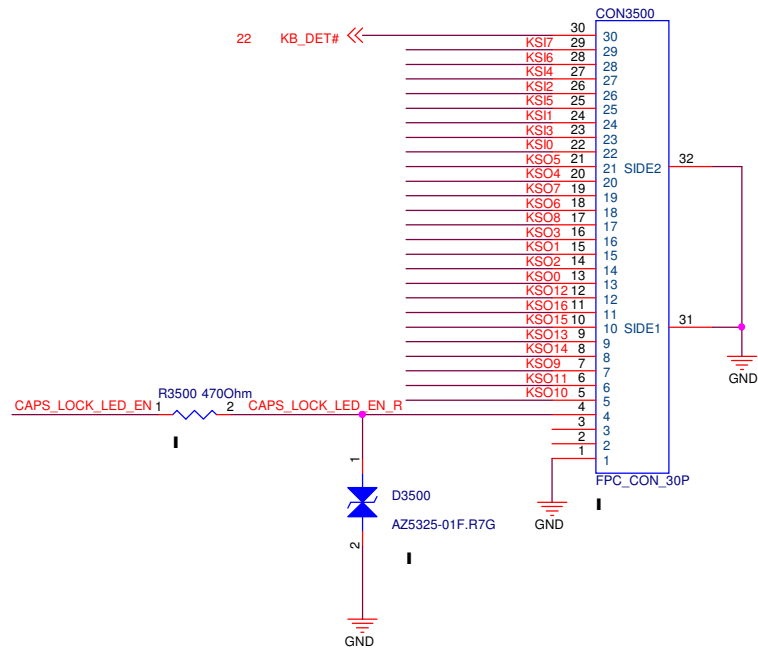 CON3500
22 KB_DET# 30 30
KSI7 29 29
KSI6 28 28
KSI4 27 27
KSI2 26 26
KSI5 25 25
KSI1 24 24
KSI3 23 23
KSI0 22 22
KSO5 21 21 SIDE2 32
KSO4 20 20
KSO7 19 19
KSO6 18 18
KSO8 17 17
KSO3 16 16
KSO1 15 15
KSO2 14 14
KSO0 13 13
KSO12 12 12
KSO16 11 11
KSO15 10 10 SIDE1 31
KSO13 9 9
KSO14 8 8
KSO9 7 7
KSO11 6 6
KSO10 5 5
GND
R3500 470Ohm
CAPS_LOCK_LED_EN 1 2 CAPS_LOCK_LED_EN_R 4 4
3 3
2 2
1 1
FPC_CON_30P
GND
1
D3500
AZ5325-01F.R7G
2
GND